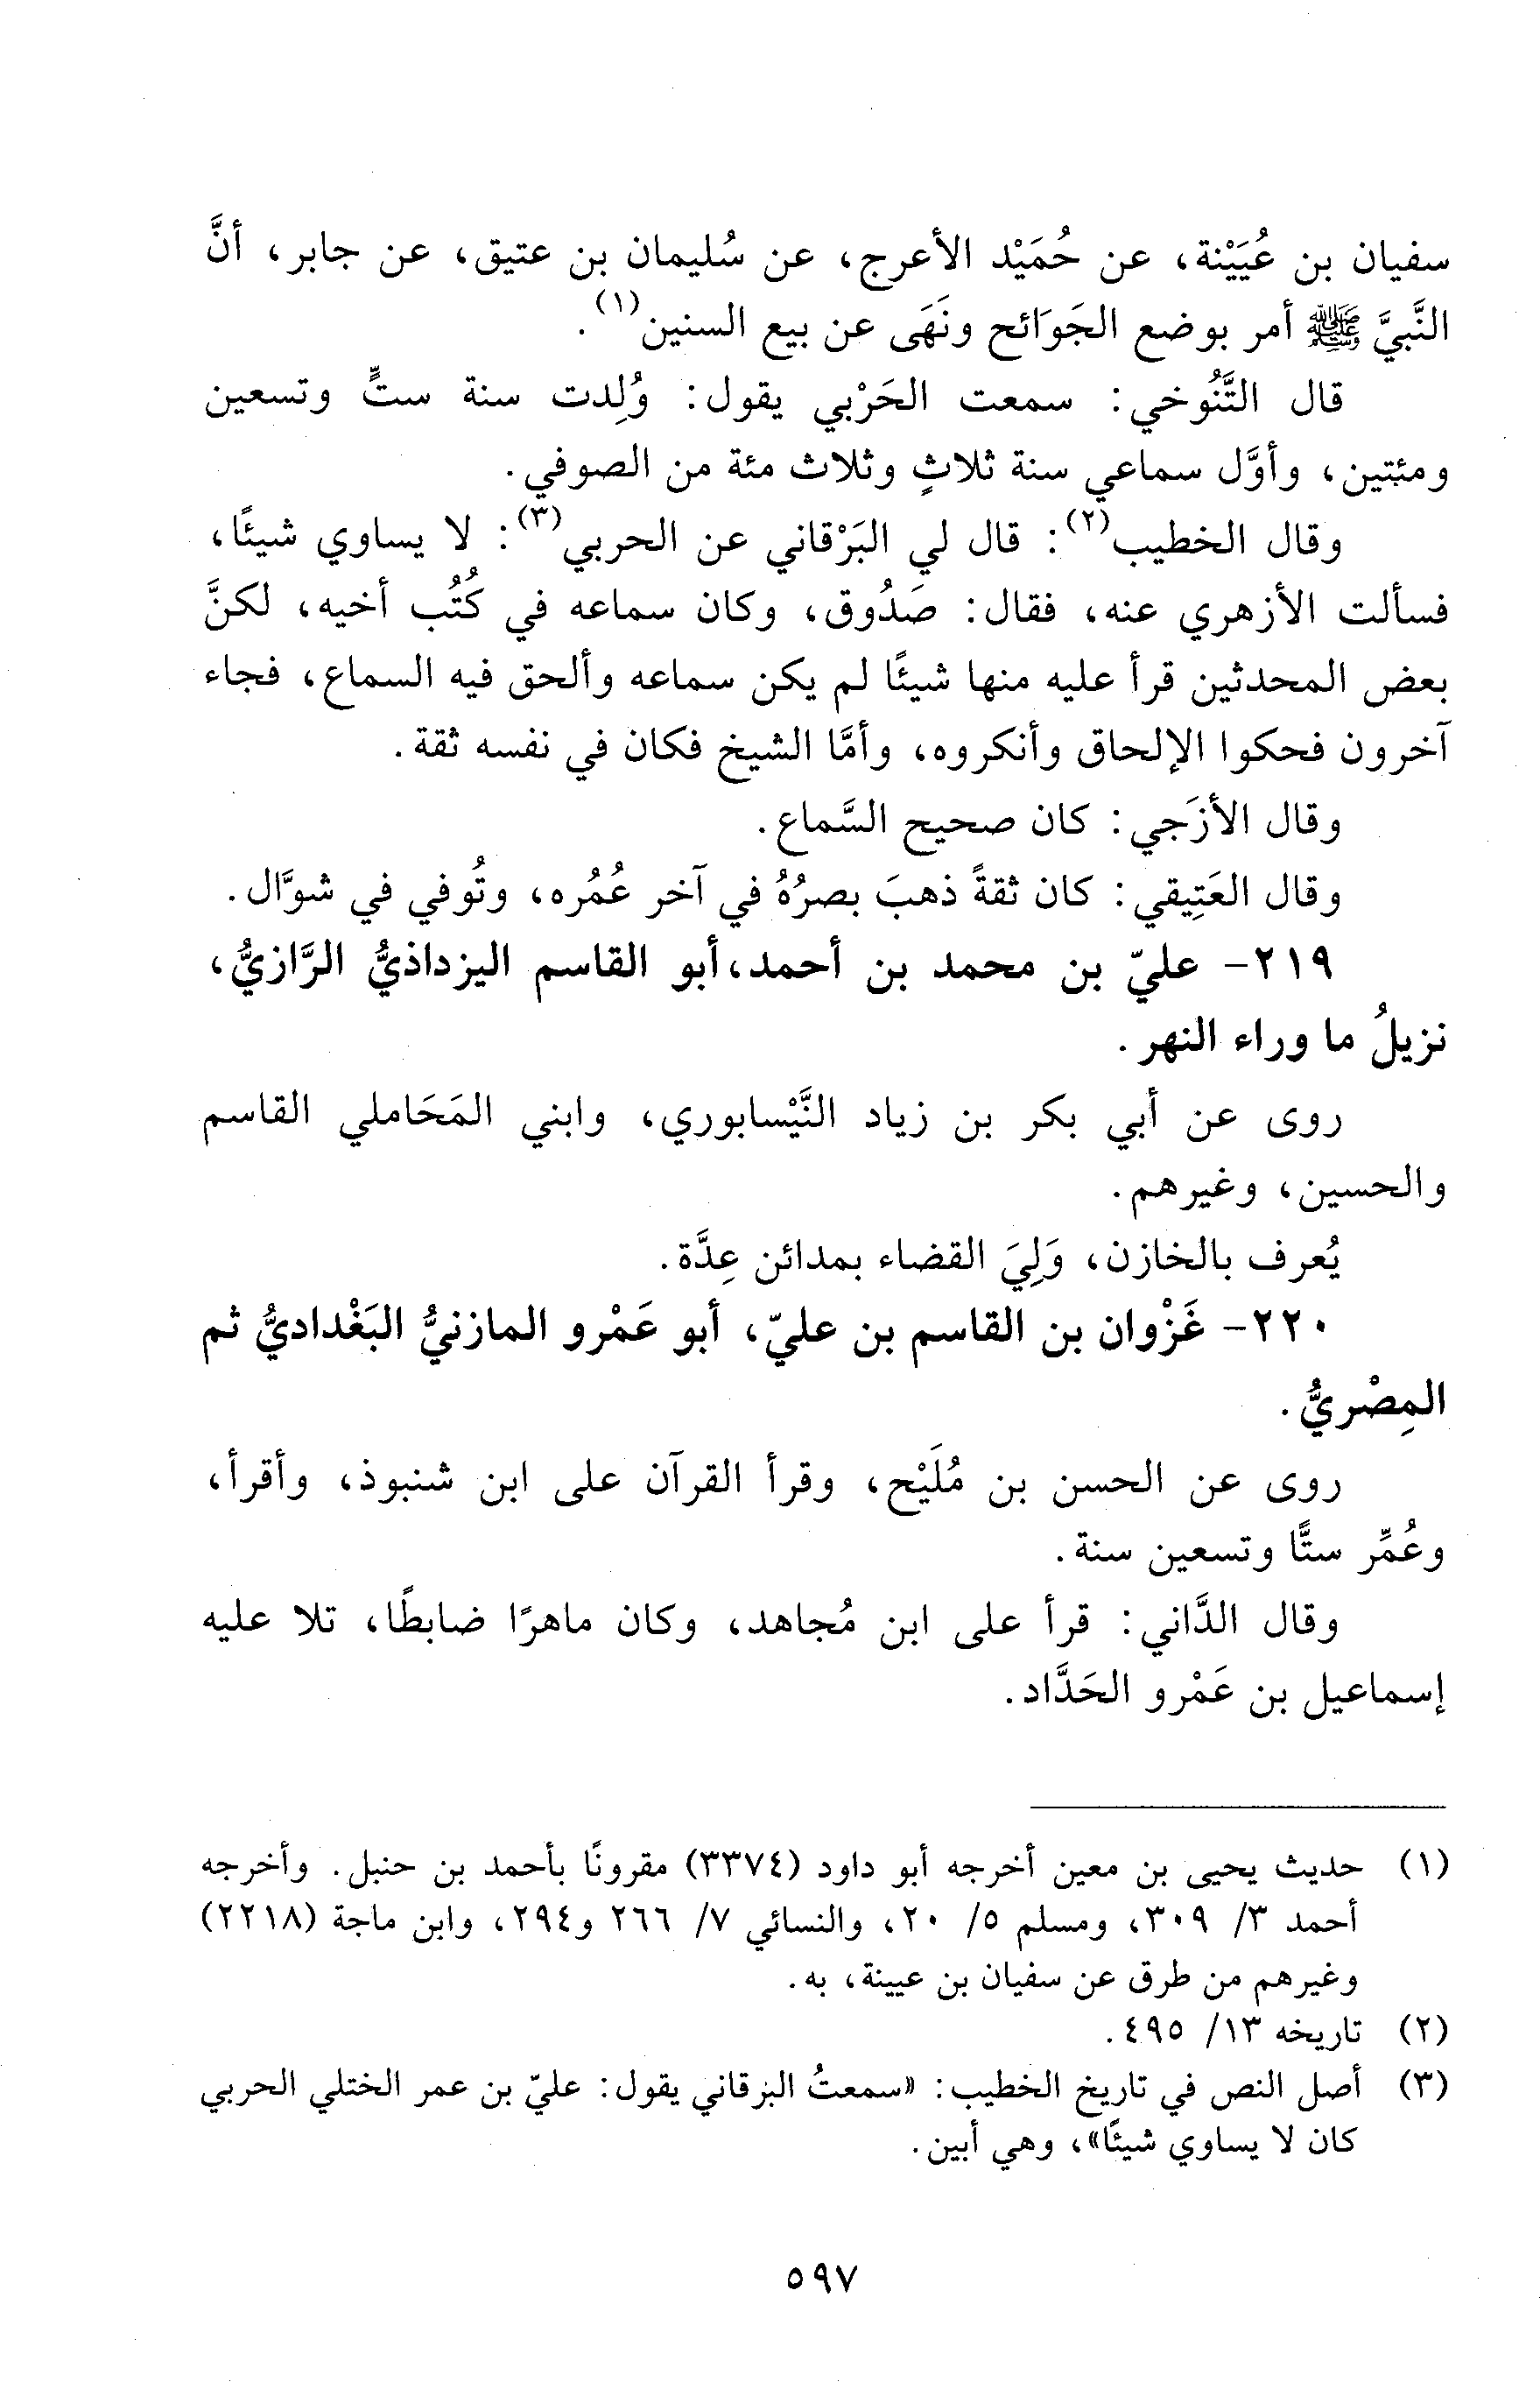 سفيان بن عُيَيْنة، عن حُمَيْد الأعرج، عن سُليمان بن عتيق، عن جابر، أنَّ
النَّبيَّ ﷺ أمر بوضع الجَوَائح ونَهَى عن بيع السنين(١).
قال التَّنُوخي: سمعت الحَرْبي يقول: وُلِدت سنة ستٍّ وتسعين
ومئتين، وأوَّل سماعي سنة ثلاثٍ وثلاث مئة من الصوفي.
وقال الخطيب(٢): قال لي البَرْقاني عن الحربي(٣): لا يساوي شيئًا،
فسألت الأزهري عنه، فقال: صَدُوق، وكان سماعه في كُتُب أخيه، لكنَّ
بعض المحدثين قرأ عليه منها شيئًا لم يكن سماعه وألحق فيه السماع، فجاء
آخرون فحكوا الإلحاق وأنكروه، وأمَّا الشيخ فكان في نفسه ثقة.
وقال الأزَجي: كان صحيح السَّماع.
وقال العَتِيقي: كان ثقةً ذهبَ بصرُهُ في آخر عُمُره، وتُوفي في شوَّال.
٢١٩- عليّ بن محمد بن أحمد، أبو القاسم اليزداذيُّ الرَّازيُّ،
نزيلُ ما وراء النهر.
روى عن أبي بكر بن زياد النَّيْسابوري، وابني المَحَاملي القاسم
والحسين، وغيرهم.
يُعرف بالخازن، وَلِيَ القضاء بمدائن عِدَّة.
٢٢٠- غَزْوان بن القاسم بن عليّ، أبو عَمْرو المازنيُّ البَغْداديُّ ثم
المِصْريُّ.
روى عن الحسن بن مُلَيْح، وقرأ القرآن على ابن شنبوذ، وأقرأ،
وعُمِّر ستًّا وتسعين سنة.
وقال الدَّاني: قرأ على ابن مُجاهد، وكان ماهرًا ضابطًا، تلا عليه
إسماعيل بن عَمْرو الحَدَّاد.
(١) حديث يحيى بن معين أخرجه أبو داود (٣٣٧٤) مقرونًا بأحمد بن حنبل. وأخرجه
أحمد ٣/ ٣٠٩، ومسلم ٥/ ٢٠، والنسائي ٧/ ٢٦٦ و٢٩٤، وابن ماجة (٢٢١٨)
وغيرهم من طرق عن سفيان بن عيينة، به.
(٢) تاريخه ١٣/ ٤٩٥.
(٣) أصل النص في تاريخ الخطيب: «سمعتُ البرقاني يقول: عليّ بن عمر الختلي الحربي
كان لا يساوي شيئًا»، وهي أبين.
٥٩٧